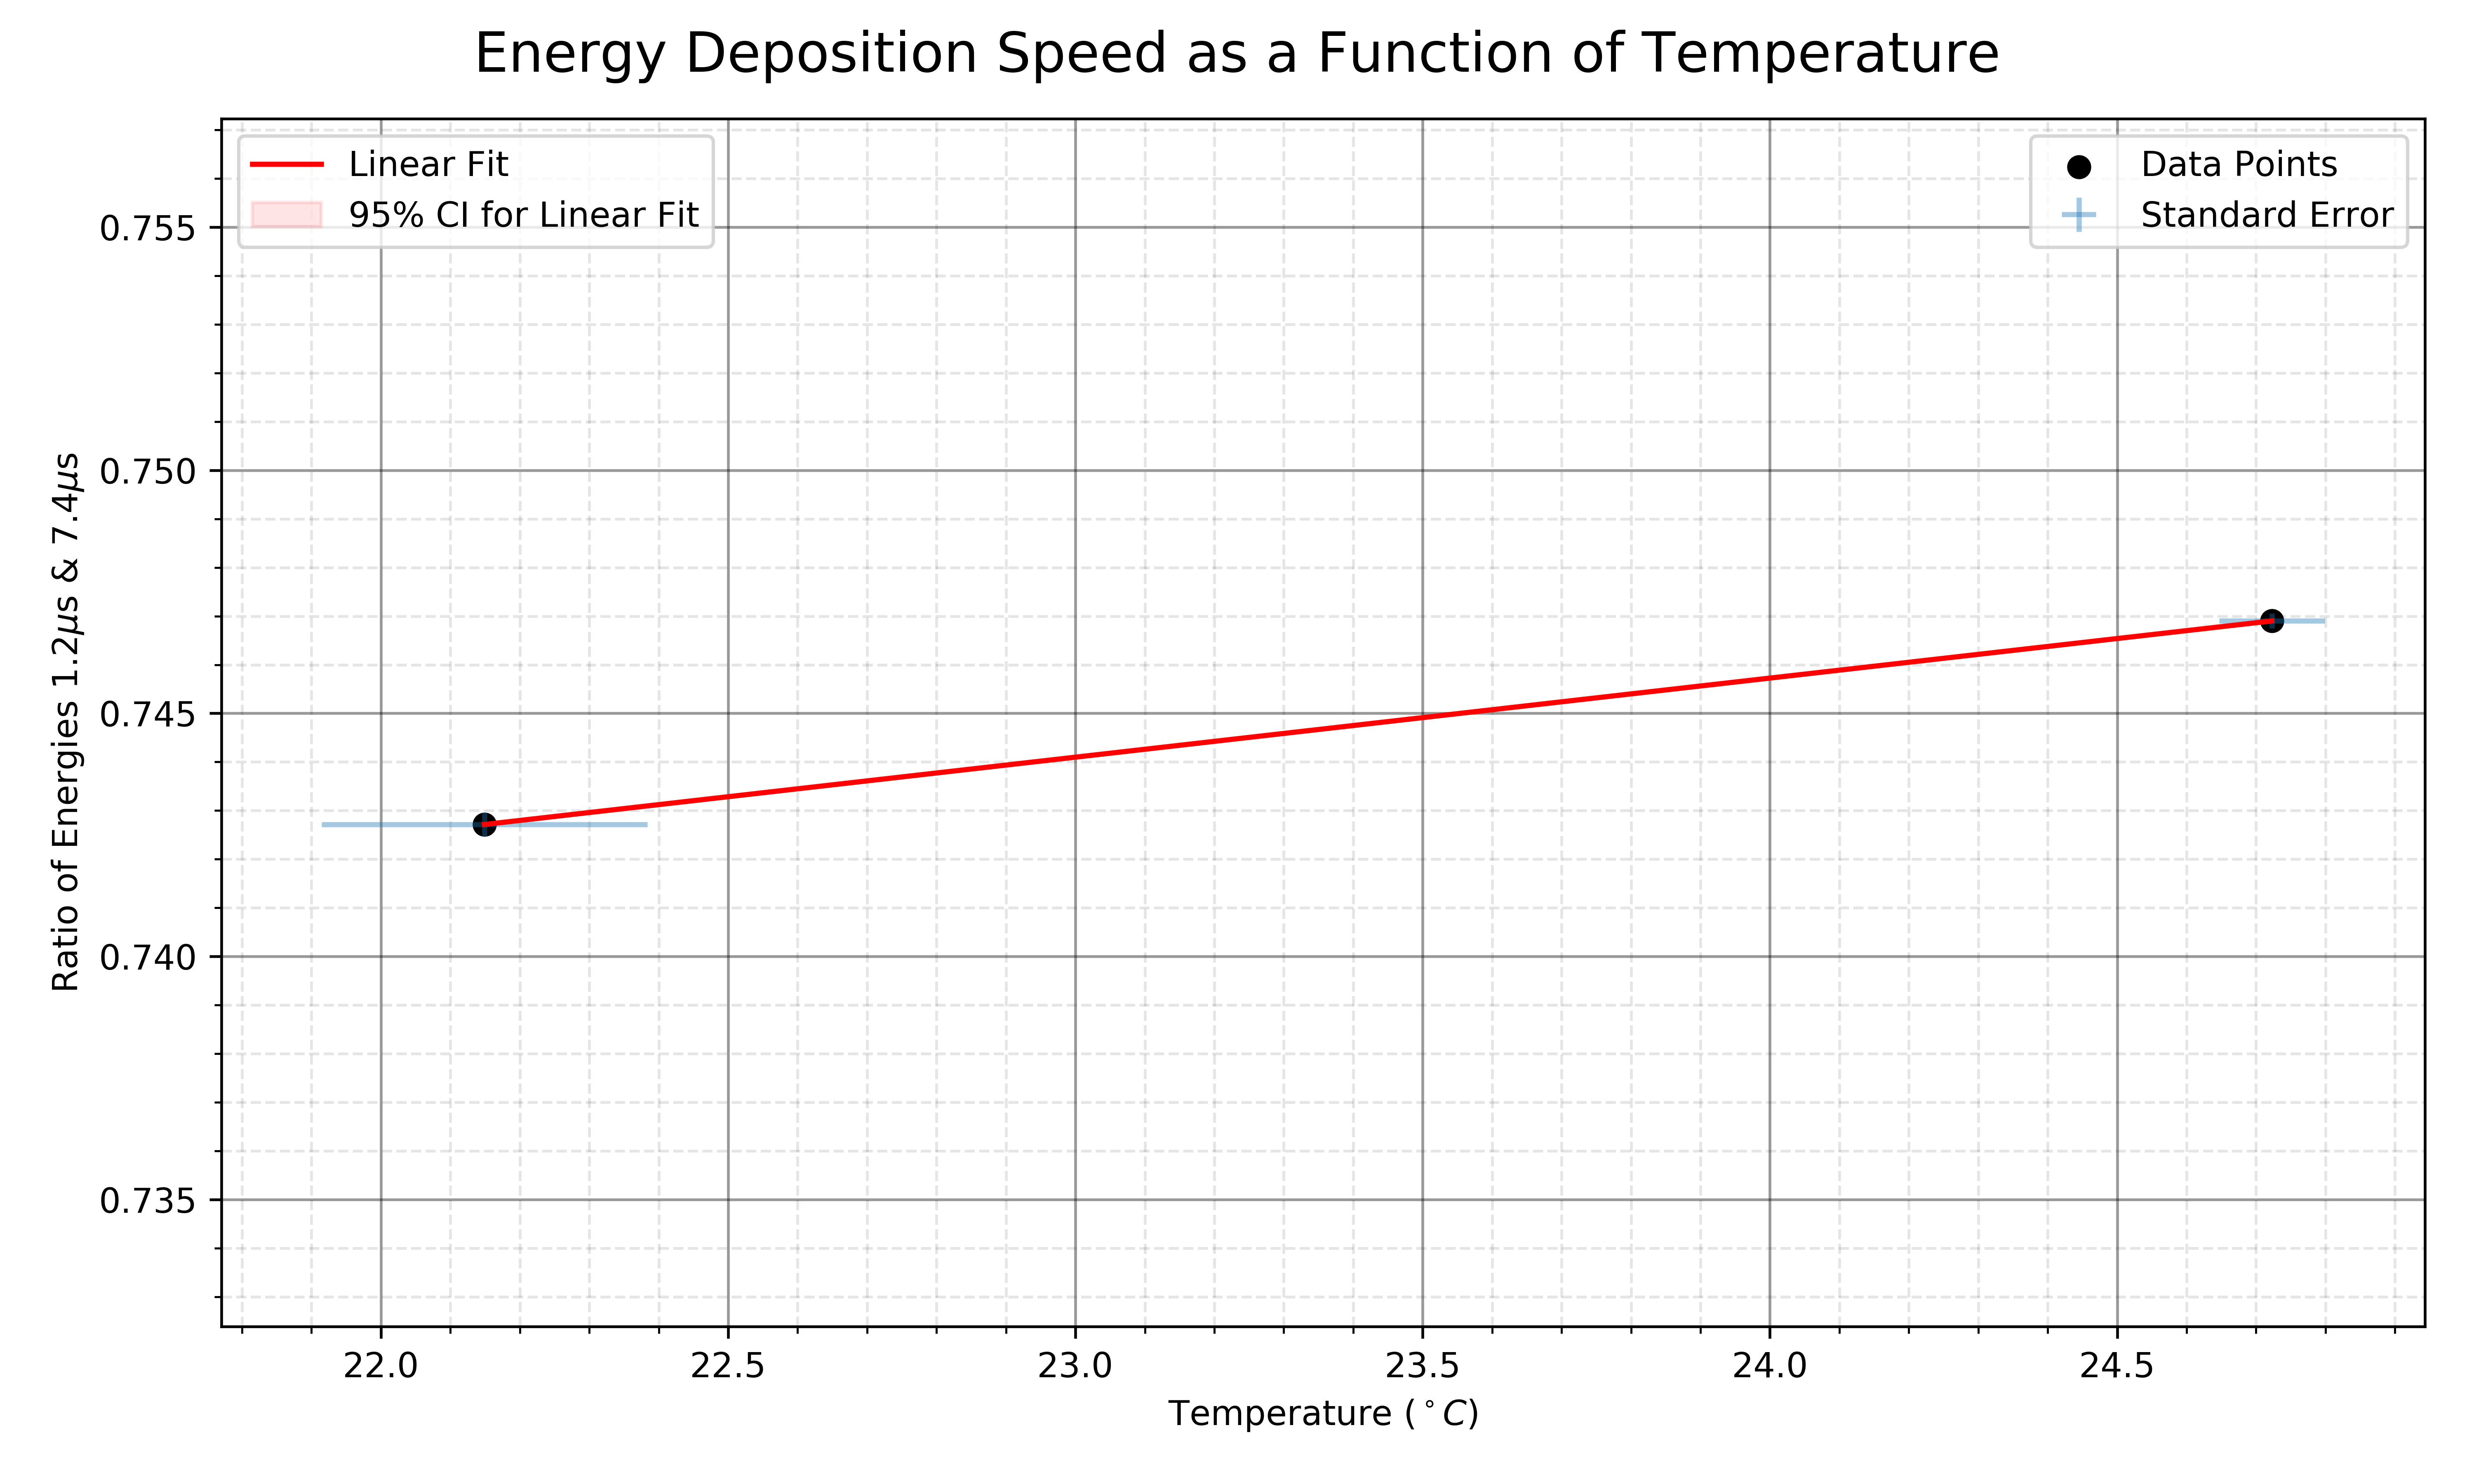 Energy Deposition Speed as a Function of Temperature
Linear Fit
95% CI for Linear Fit
Data Points
Standard Error
Ratio of Energies 1.2μs & 7.4μs
0.755
0.750
0.745
0.740
0.735
22.0 22.5 23.0 23.5 24.0 24.5
Temperature (°C)